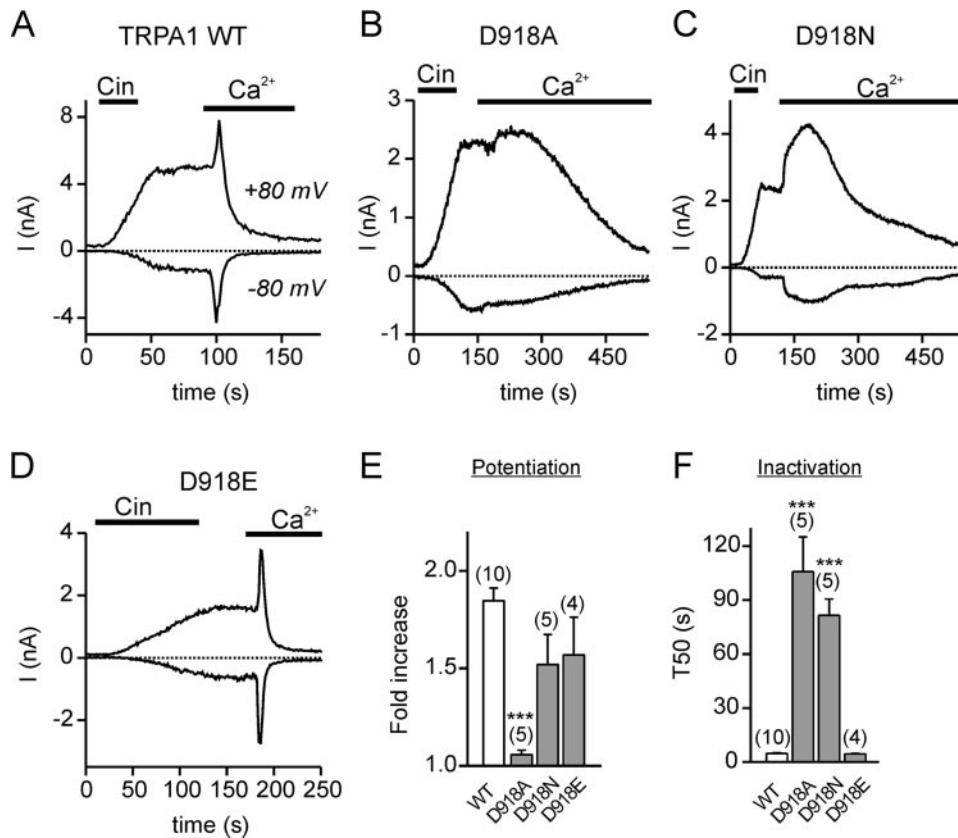 A
TRPA1 WT
Cin
Ca²⁺
I (nA)
8
4
0
-4
+80 mV
-80 mV
0 50 100 150
time (s)
B
D918A
Cin
Ca²⁺
I (nA)
3
2
1
0
-1
0 150 300 450
time (s)
C
D918N
Cin
Ca²⁺
I (nA)
4
2
0
-2
0 150 300 450
time (s)
D
D918E
Cin
Ca²⁺
I (nA)
4
2
0
-2
0 50 100 150 200 250
time (s)
E
Potentiation
Fold increase
2.0
1.5
1.0
(10)
***
(5)
(5)
(4)
WT
D918A
D918N
D918E
F
Inactivation
T50 (s)
120
90
60
30
0
(10)
***
(5)
***
(5)
(4)
WT
D918A
D918N
D918E